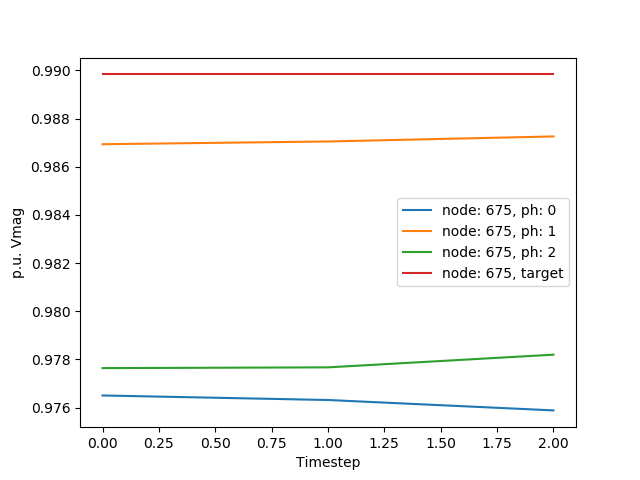 0.990
0.988
0.986
0.984
0.982
0.980
0.978
0.976
p.u. Vmag
node: 675, ph: 0
node: 675, ph: 1
node: 675, ph: 2
node: 675, target
0.00 0.25 0.50 0.75 1.00 1.25 1.50 1.75 2.00
Timestep